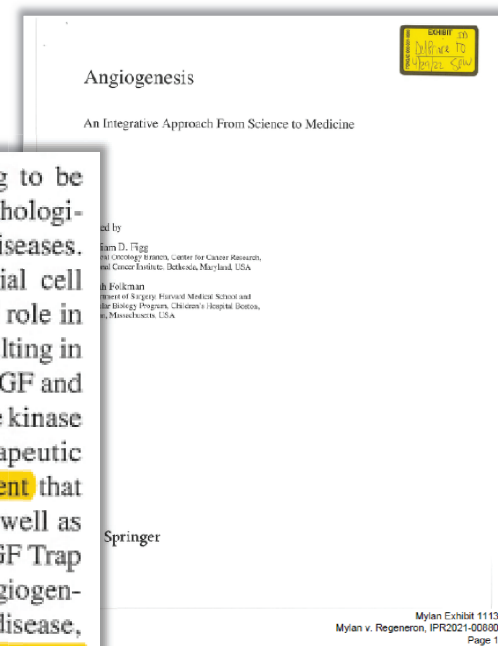 EXHIBIT
Angiogenesis
An Integrative Approach From Science to Medicine
g to be
hologi-
iseases.
ial cell
role in
lting in
GF and
kinase
apeutic
ent that
well as
GF Trap
giogen-
disease,
ed by
iam D. Figg
al Oncology Branch, Center for Cancer Research,
nal Cancer Institute, Bethesda, Maryland, USA
h Folkman
rtment of Surgery, Harvard Medical School and
lar Biology Program, Children's Hospital Boston,
n, Massachusetts, USA
Springer
Mylan Exhibit 1113
Mylan v. Regeneron, IPR2021-00880
Page 1